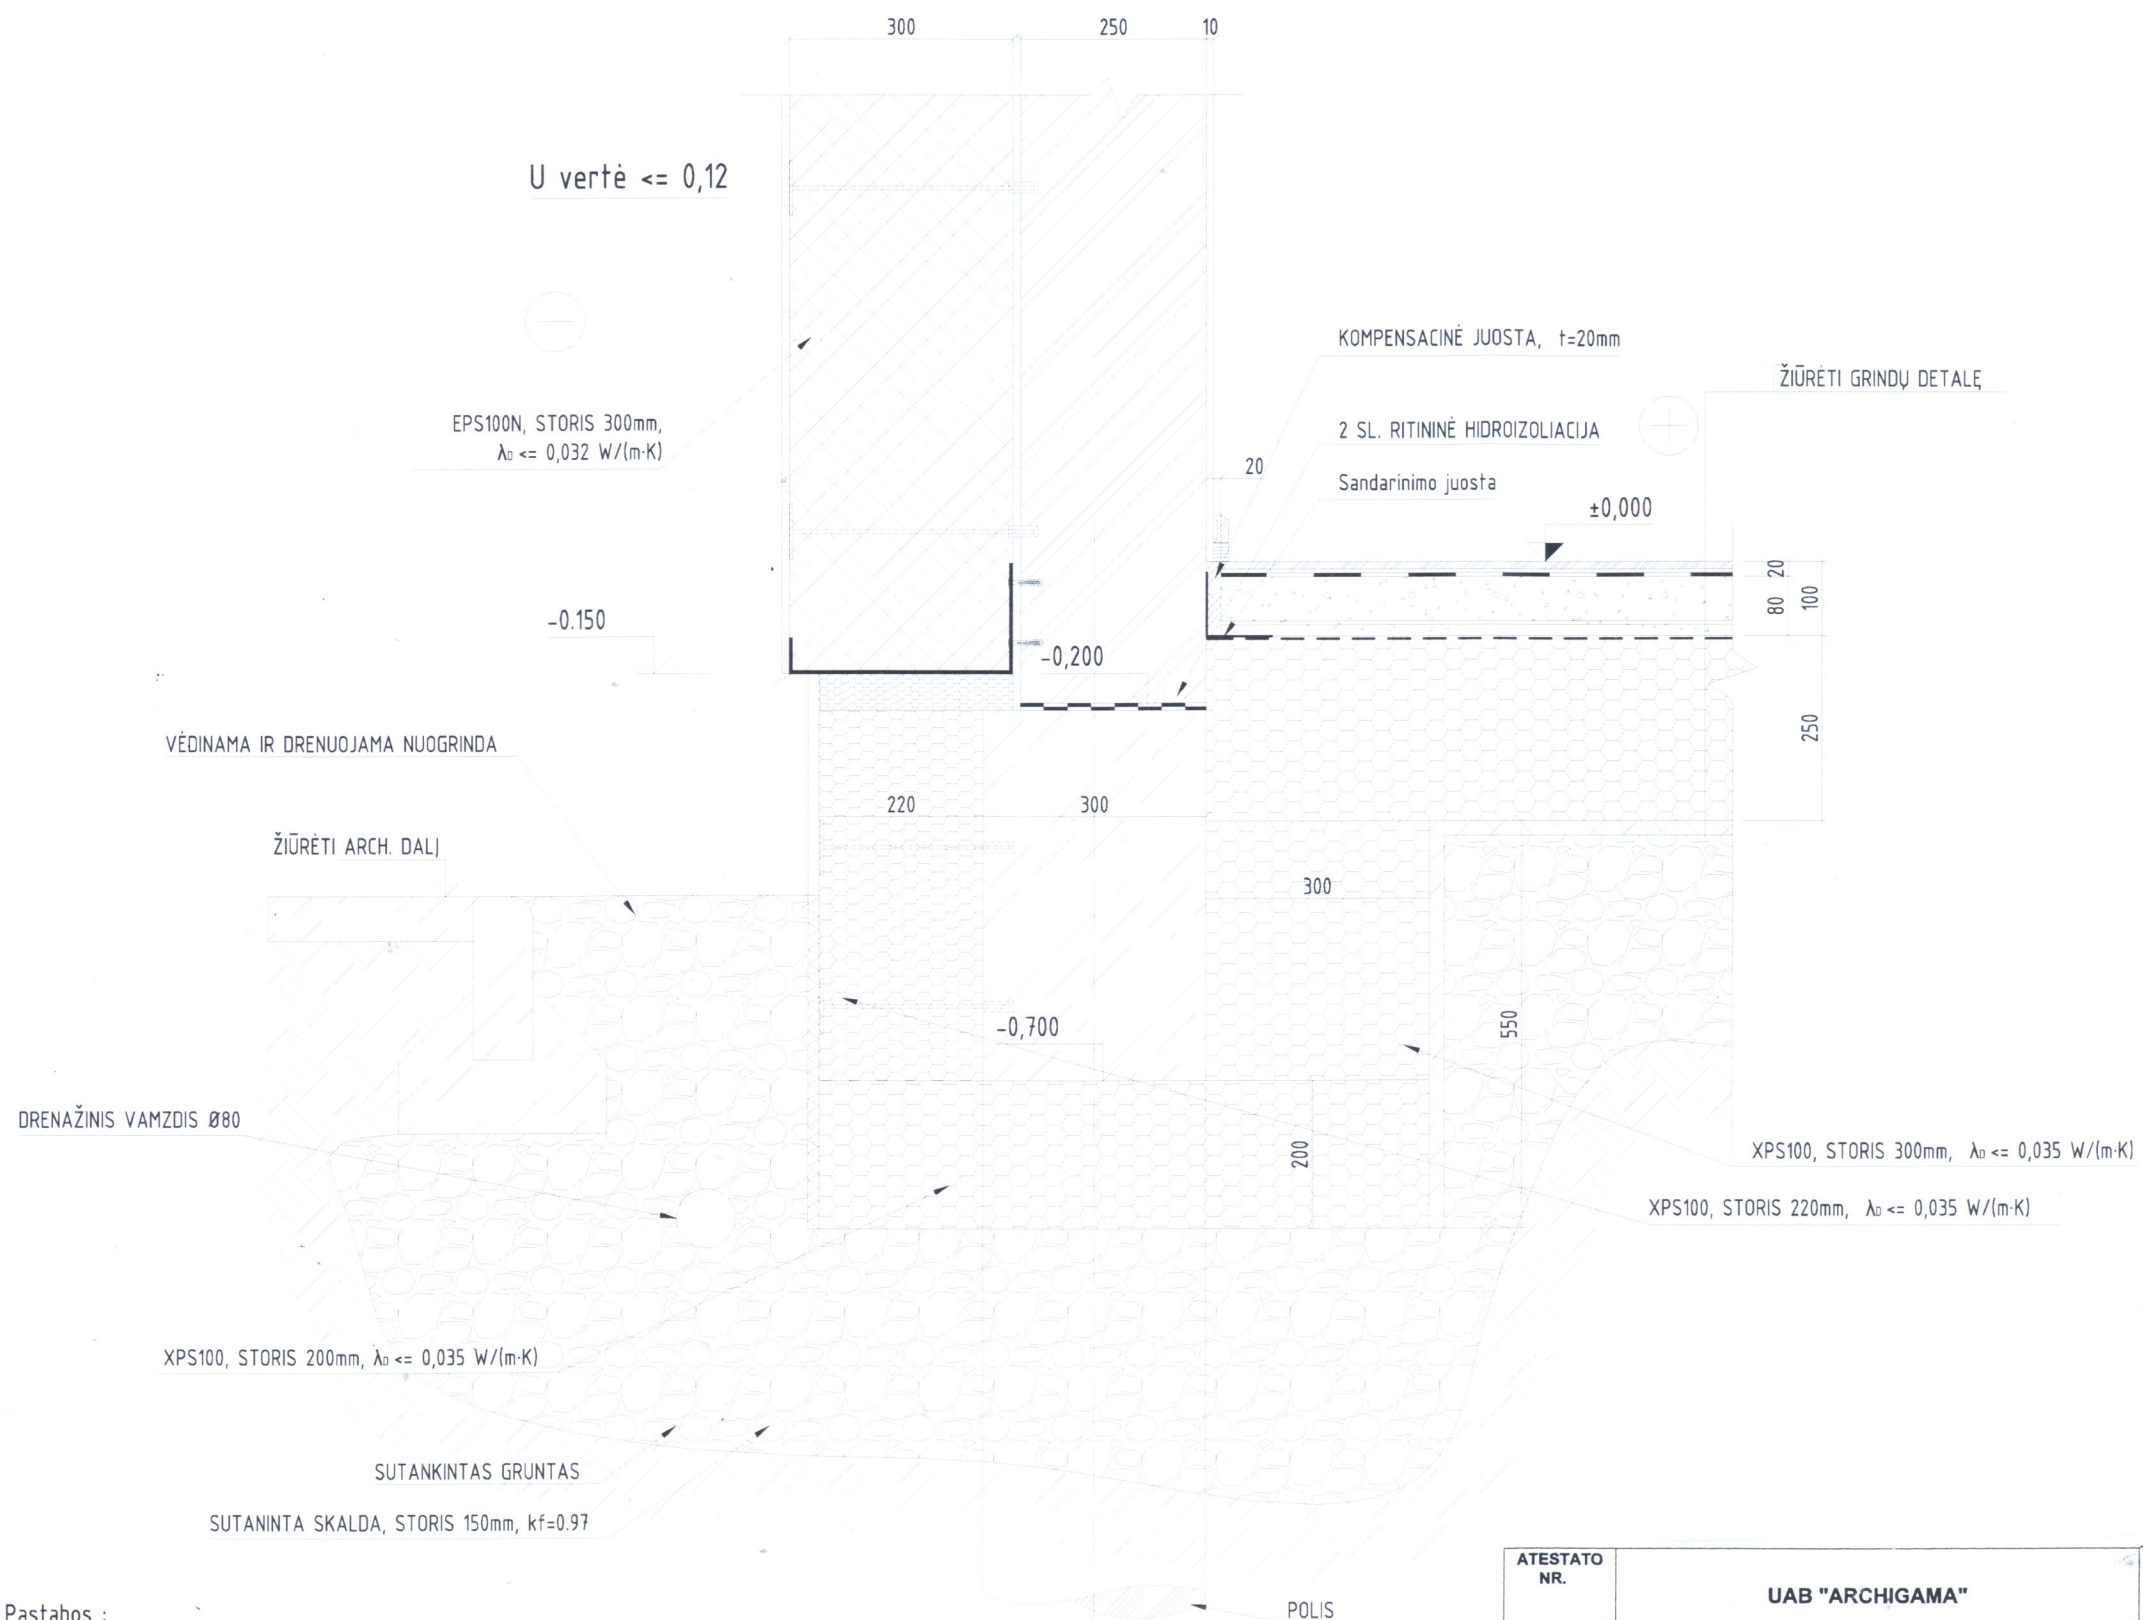 300
250
10
U vertė <= 0,12
KOMPENSACINĖ JUOSTA, t=20mm
ŽIŪRĖTI GRINDŲ DETALĘ
EPS100N, STORIS 300mm,
λD <= 0,032 W/(m·K)
2 SL. RITININĖ HIDROIZOLIACIJA
20
Sandarinimo juosta
±0,000
20
80
100
-0.150
-0,200
250
VĖDINAMA IR DRENUOJAMA NUOGRINDA
220
300
ŽIŪRĖTI ARCH. DALĮ
300
-0,700
550
DRENAŽINIS VAMZDIS Ø80
200
XPS100, STORIS 300mm, λD <= 0,035 W/(m·K)
XPS100, STORIS 220mm, λD <= 0,035 W/(m·K)
XPS100, STORIS 200mm, λD <= 0,035 W/(m·K)
SUTANKINTAS GRUNTAS
SUTANINTA SKALDA, STORIS 150mm, kf=0.97
ATESTATO
NR.
UAB "ARCHIGAMA"
Pastabos :
POLIS